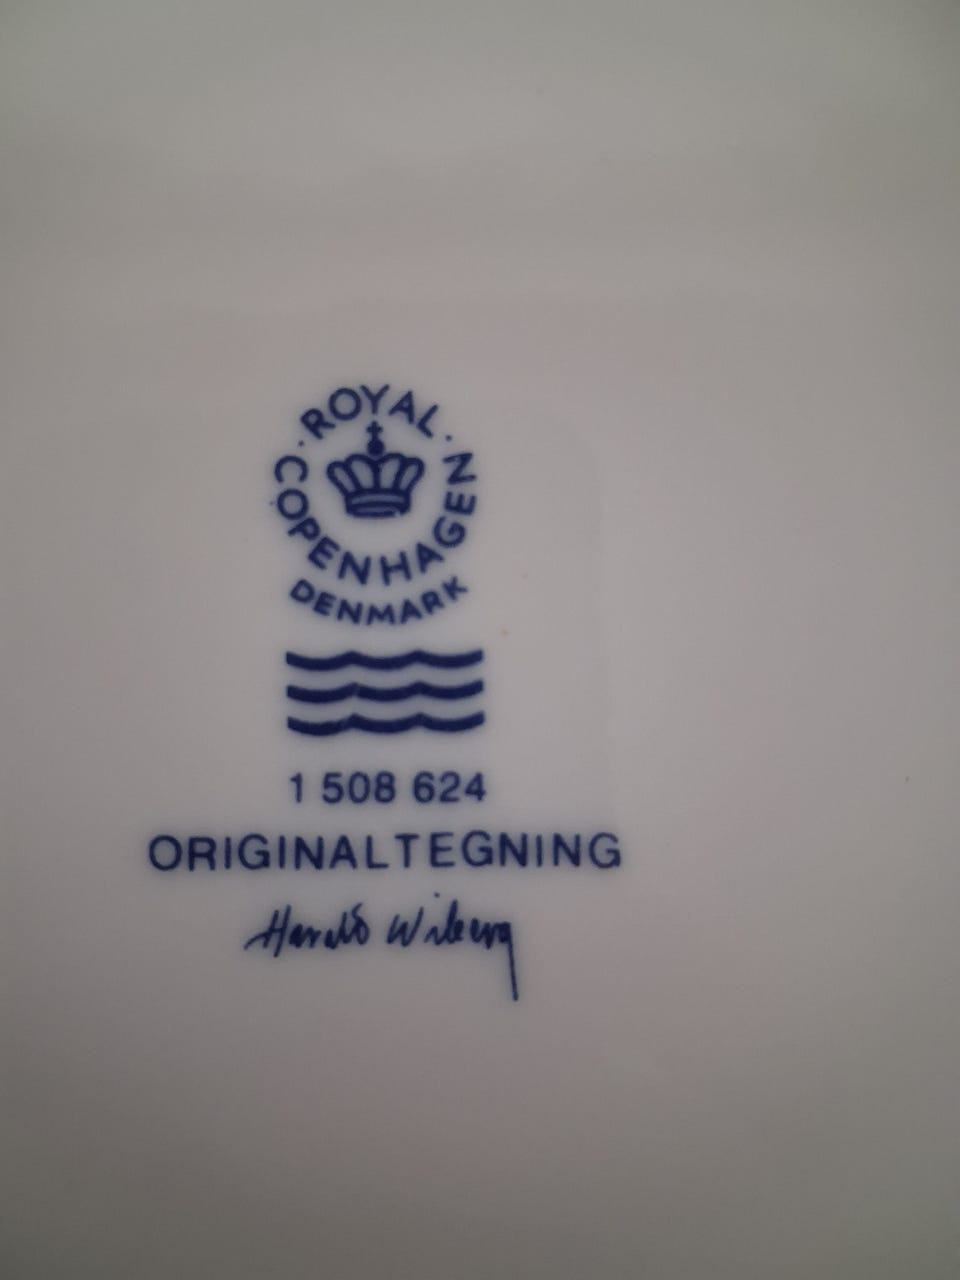 ROYAL
COPENHAGEN
DENMARK
1 508 624
ORIGINALTEGNING
Harald Wiberg